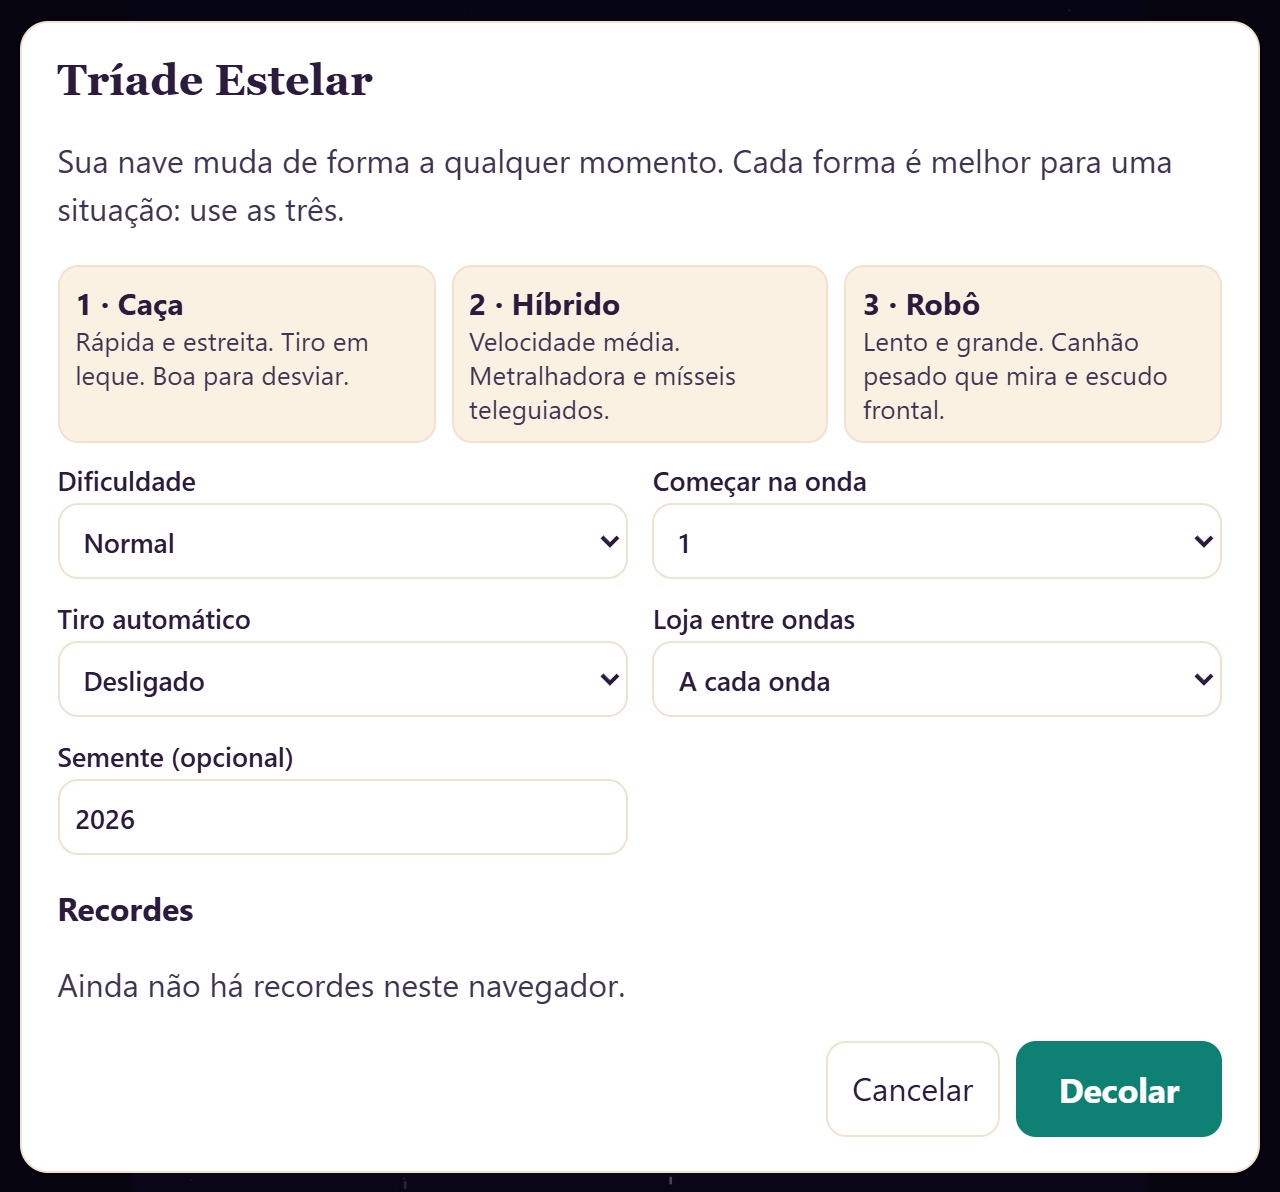 Tríade Estelar
Sua nave muda de forma a qualquer momento. Cada forma é melhor para uma
situação: use as três.
1 · Caça
Rápida e estreita. Tiro em
leque. Boa para desviar.
2 · Híbrido
Velocidade média.
Metralhadora e mísseis
teleguiados.
3 · Robô
Lento e grande. Canhão
pesado que mira e escudo
frontal.
Dificuldade
Normal
Começar na onda
1
Tiro automático
Desligado
Loja entre ondas
A cada onda
Semente (opcional)
2026
Recordes
Ainda não há recordes neste navegador.
Cancelar
Decolar